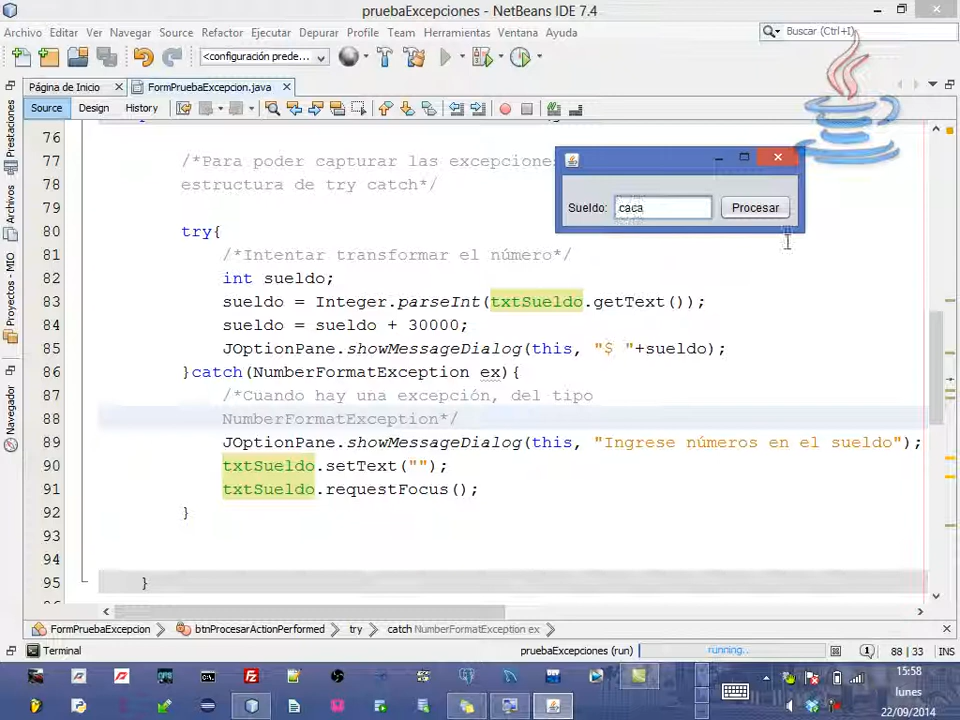 pruebaExcepciones - NetBeans IDE 7.4
Archivo Editar Ver Navegar Source Refactor Ejecutar Depurar Profile Team Herramientas Ventana Ayuda
Buscar (Ctrl+I)
<configuración prede...
Página de Inicio
FormPruebaExcepcion.java
Source Design History
Prestaciones
Archivos
Proyectos - MIO
Navegador
76
77 /*Para poder capturar las excepciones
78 estructura de try catch*/
79
80 try{
81 /*Intentar transformar el número*/
82 int sueldo;
83 sueldo = Integer.parseInt(txtSueldo.getText());
84 sueldo = sueldo + 30000;
85 JOptionPane.showMessageDialog(this, "$ "+sueldo);
86 }catch(NumberFormatException ex){
87 /*Cuando hay una excepción, del tipo
88 NumberFormatException*/
89 JOptionPane.showMessageDialog(this, "Ingrese números en el sueldo");
90 txtSueldo.setText("");
91 txtSueldo.requestFocus();
92 }
93
94
95 }
Sueldo: caca Procesar
FormPruebaExcepcion btnProcesarActionPerformed try catch NumberFormatException ex
Terminal
pruebaExcepciones (run) running... 88 | 33 INS
15:58
lunes
22/09/2014